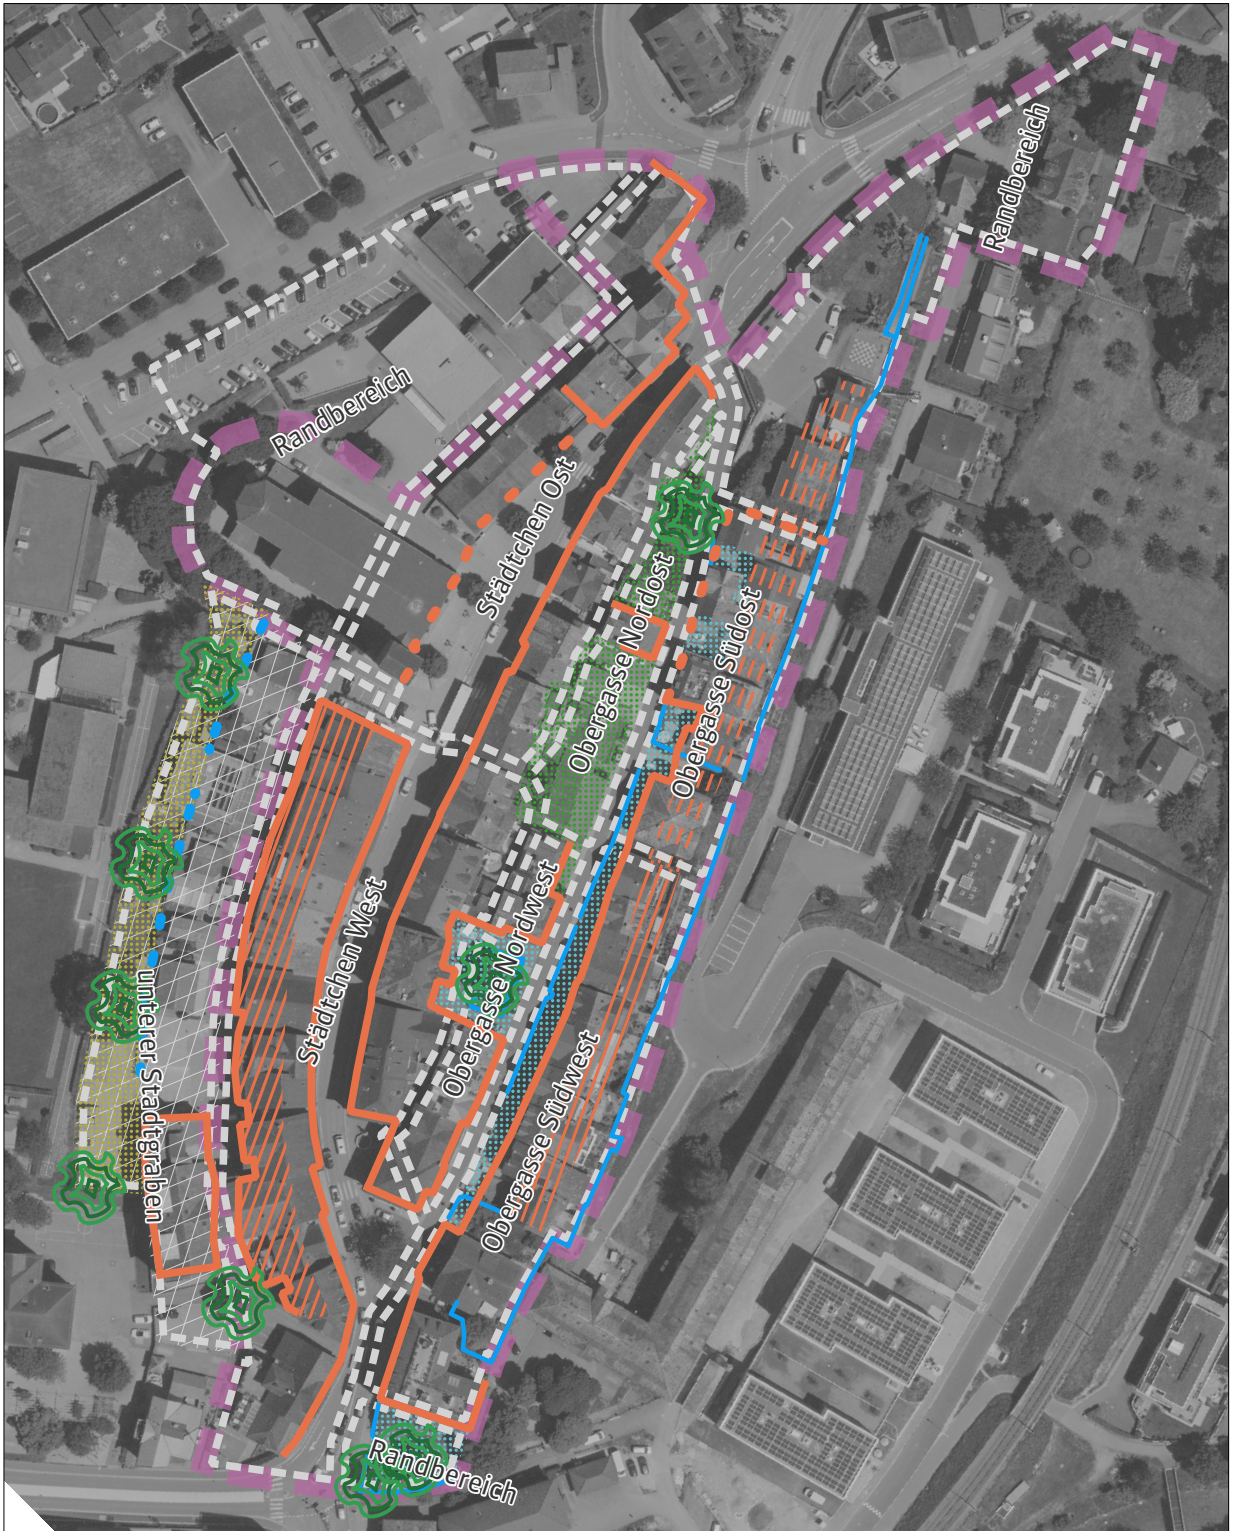 Randbereich
Randbereich
Städtchen Ost
Obergasse Nordost
Obergasse Südost
Städtchen West
Obergasse Nordwest
unterer Stadtgraben
Obergasse Südwest
Randbereich